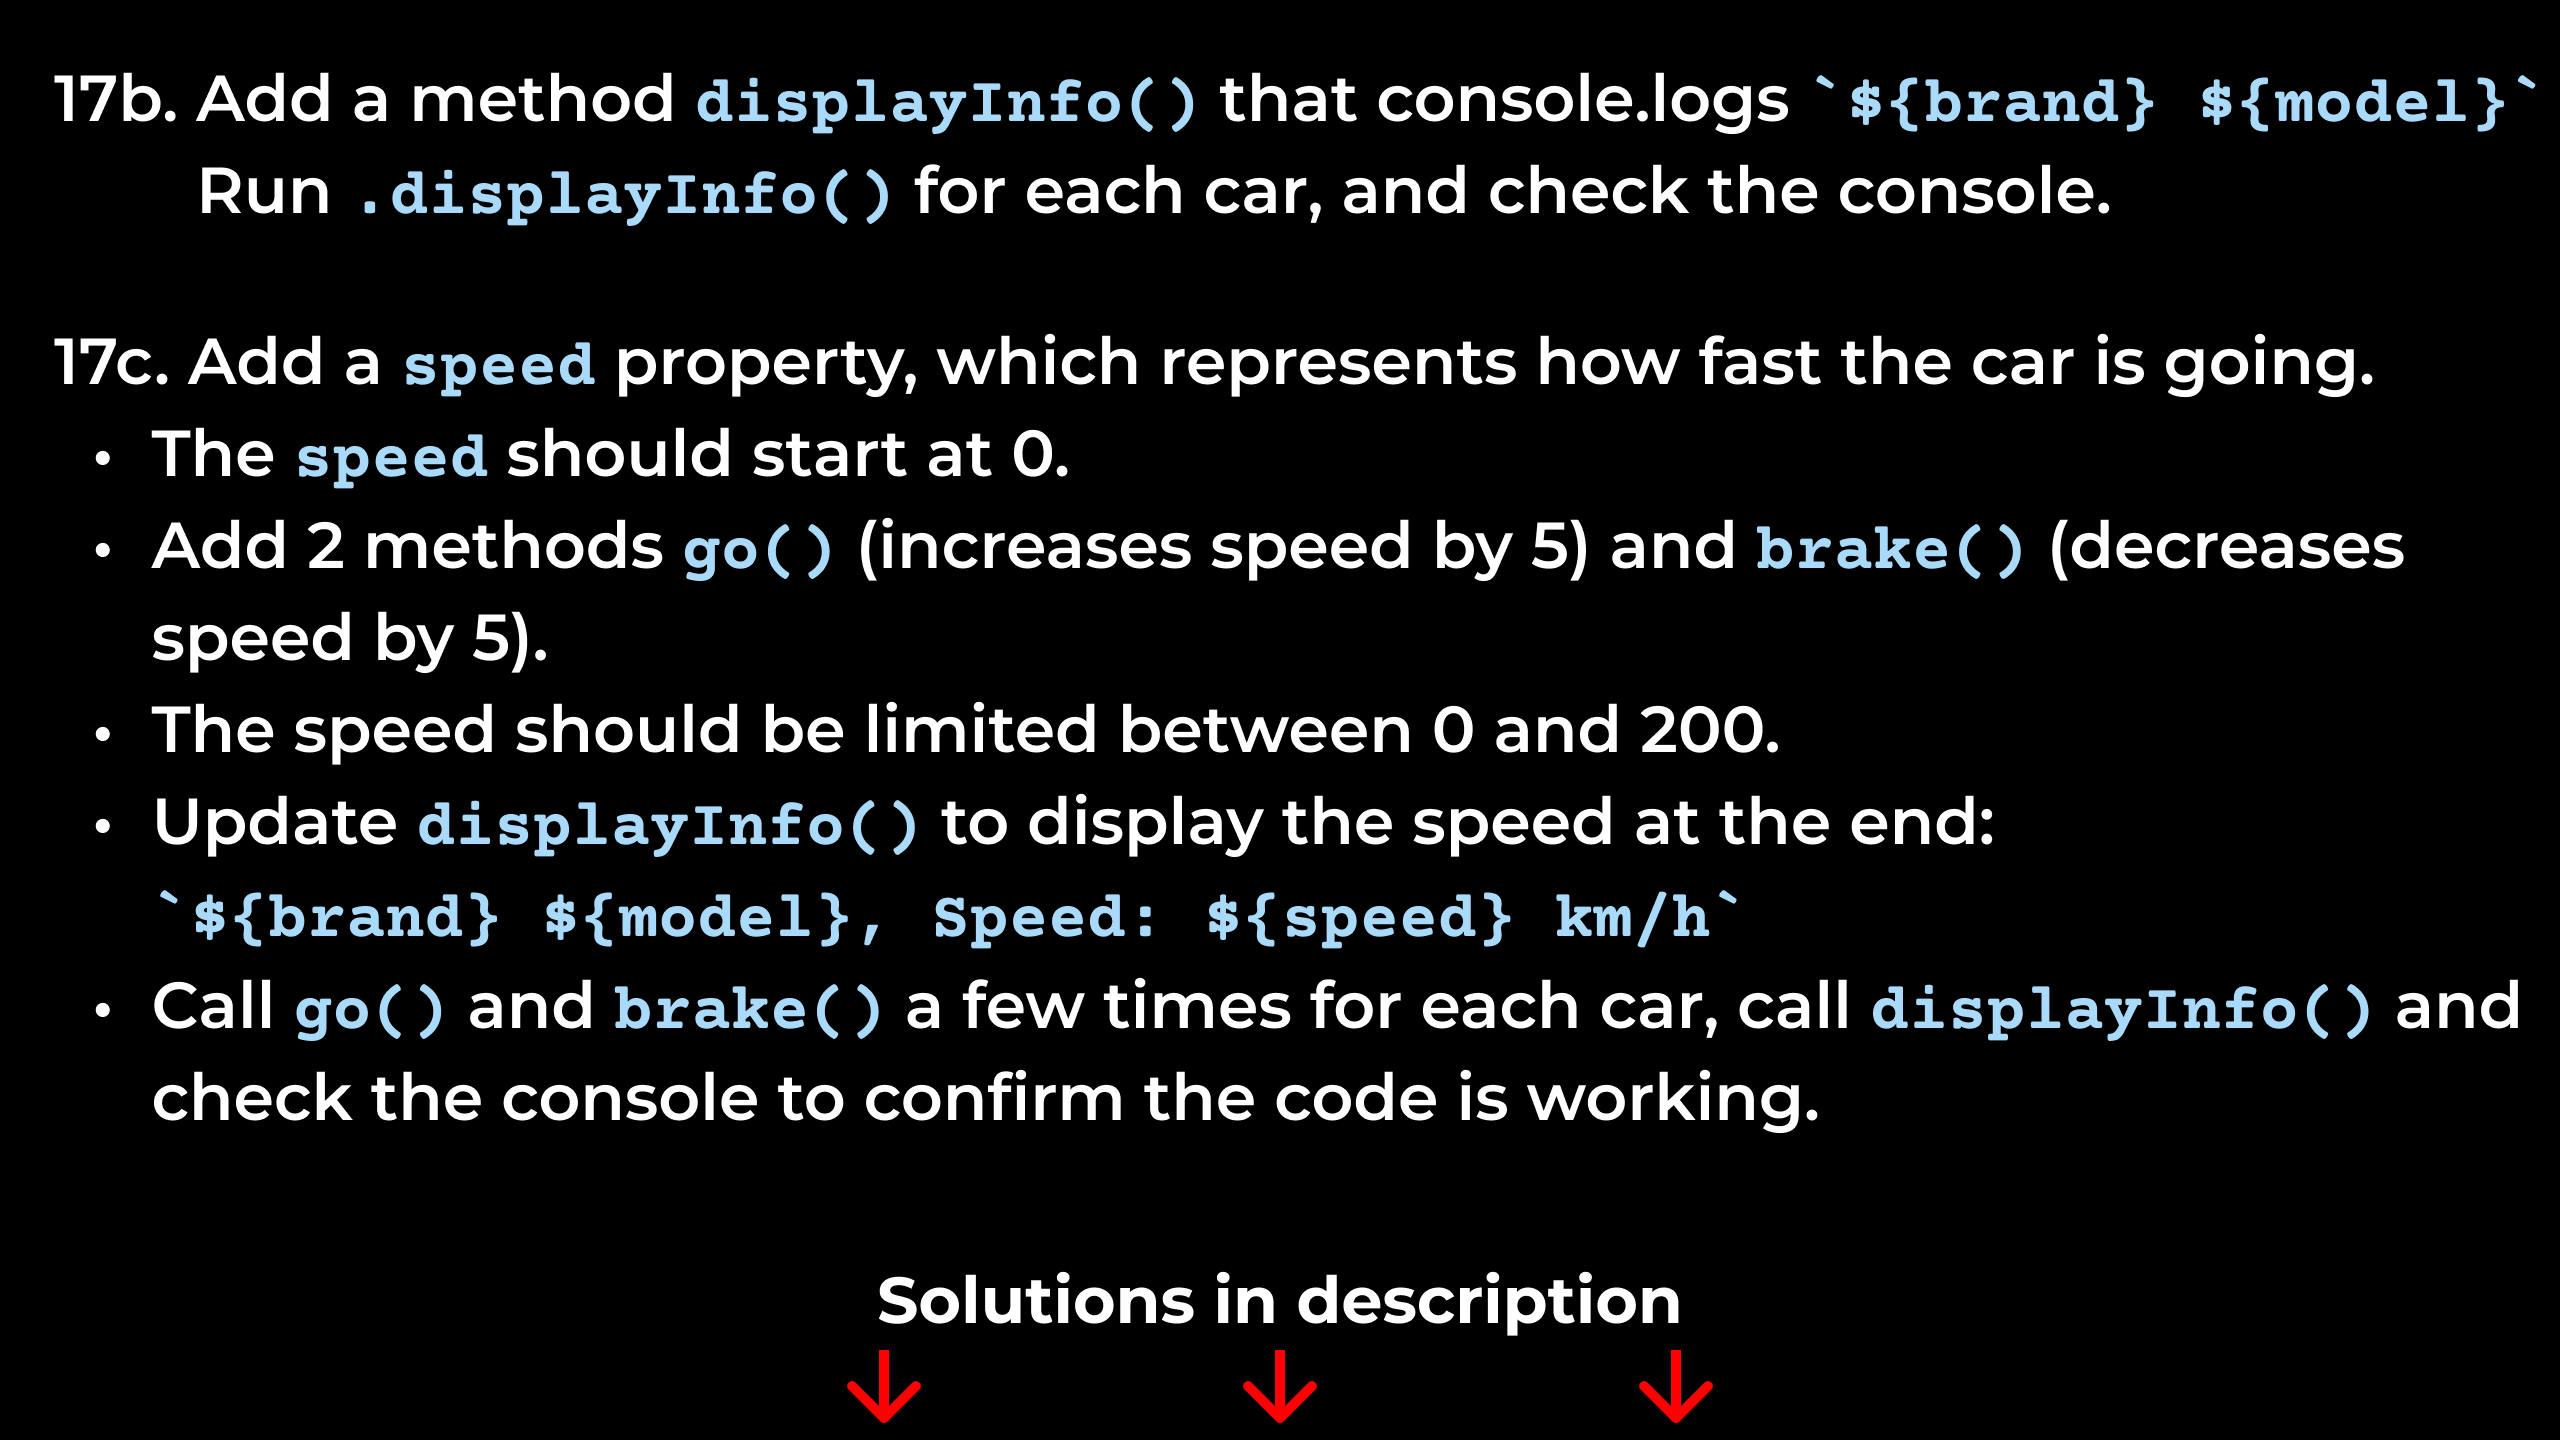 17b. Add a method displayInfo() that console.logs `${brand} ${model}`
Run .displayInfo() for each car, and check the console.
17c. Add a speed property, which represents how fast the car is going.
• The speed should start at 0.
• Add 2 methods go() (increases speed by 5) and brake() (decreases
speed by 5).
• The speed should be limited between 0 and 200.
• Update displayInfo() to display the speed at the end:
`${brand} ${model}, Speed: ${speed} km/h`
• Call go() and brake() a few times for each car, call displayInfo() and
check the console to confirm the code is working.
Solutions in description